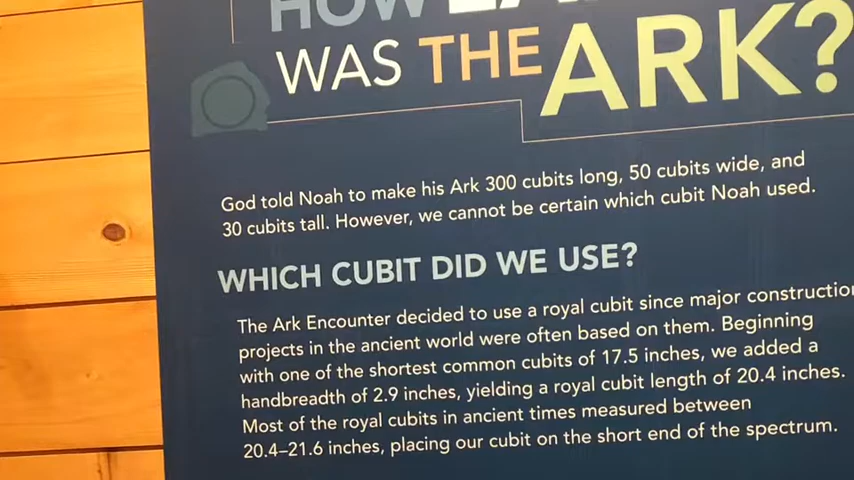 HOW
WAS THE ARK?
God told Noah to make his Ark 300 cubits long, 50 cubits wide, and
30 cubits tall. However, we cannot be certain which cubit Noah used.
WHICH CUBIT DID WE USE?
The Ark Encounter decided to use a royal cubit since major construction
projects in the ancient world were often based on them. Beginning
with one of the shortest common cubits of 17.5 inches, we added a
handbreadth of 2.9 inches, yielding a royal cubit length of 20.4 inches.
Most of the royal cubits in ancient times measured between
20.4–21.6 inches, placing our cubit on the short end of the spectrum.